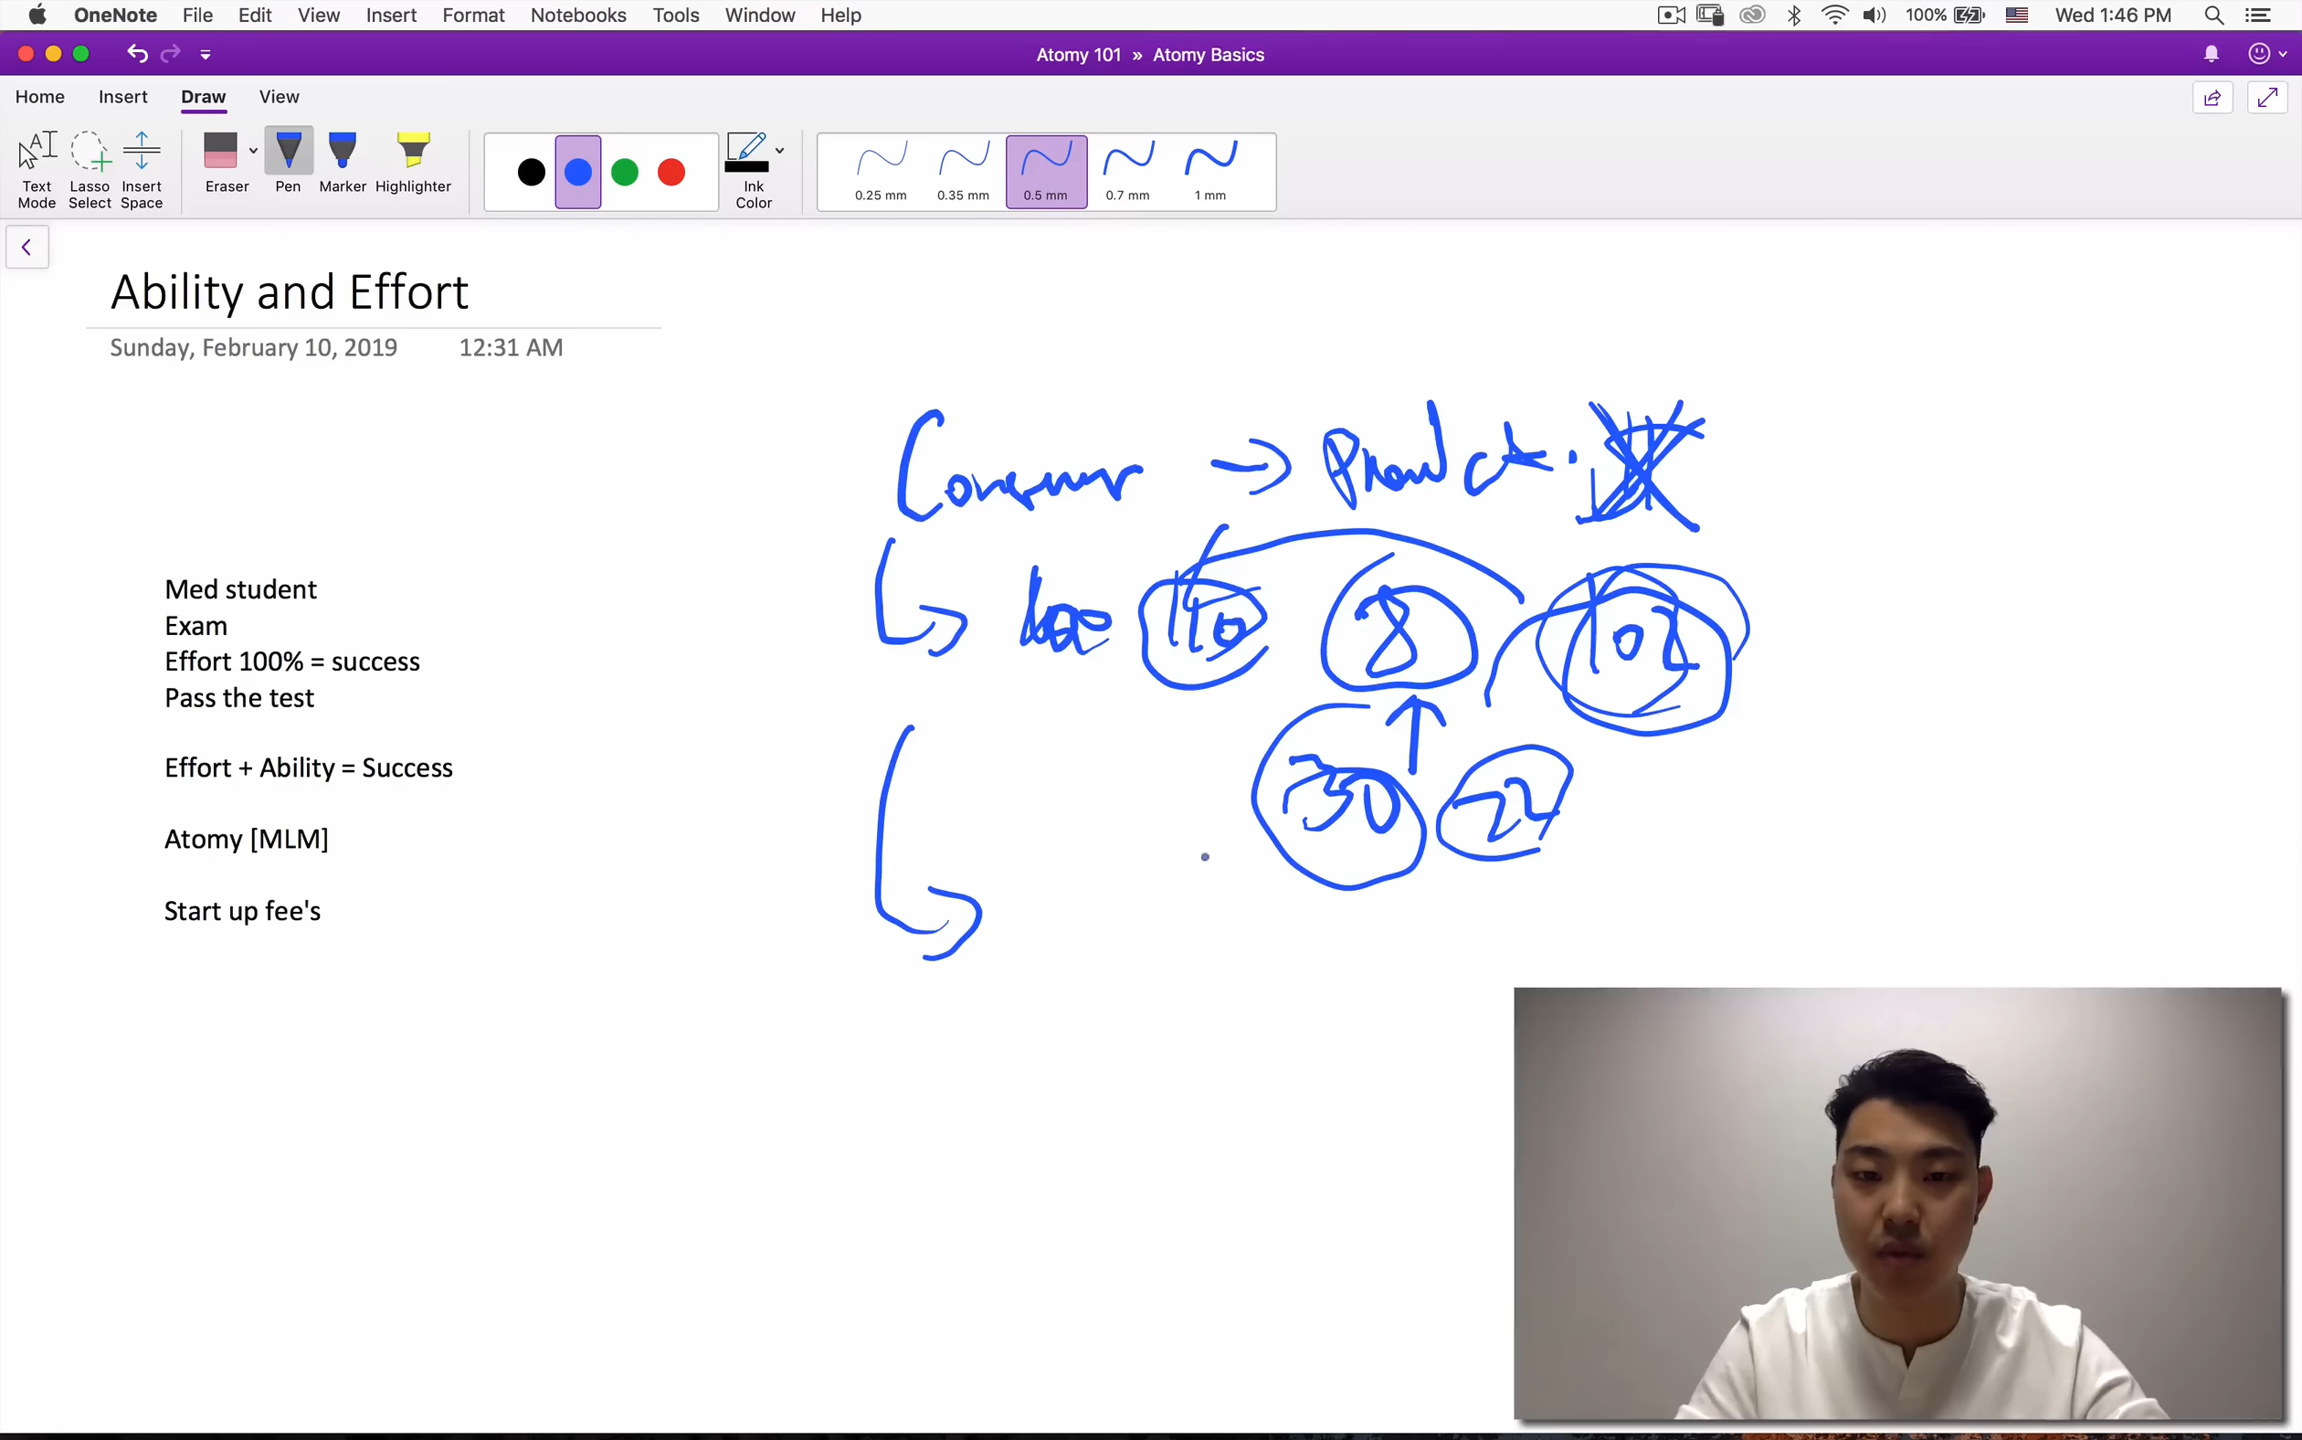 OneNote File Edit View Insert Format Notebooks Tools Window Help 100% Wed 1:46 PM
Atomy 101 » Atomy Basics
Home Insert Draw View
Text Mode Lasso Select Insert Space Eraser Pen Marker Highlighter Ink Color 0.25 mm 0.35 mm 0.5 mm 0.7 mm 1 mm
Ability and Effort
Sunday, February 10, 2019 12:31 AM
Consumer → Product.
Med student
Exam
Effort 100% = success
Pass the test
Effort + Ability = Success
Atomy [MLM]
Start up fee's
110 8 102
30 22